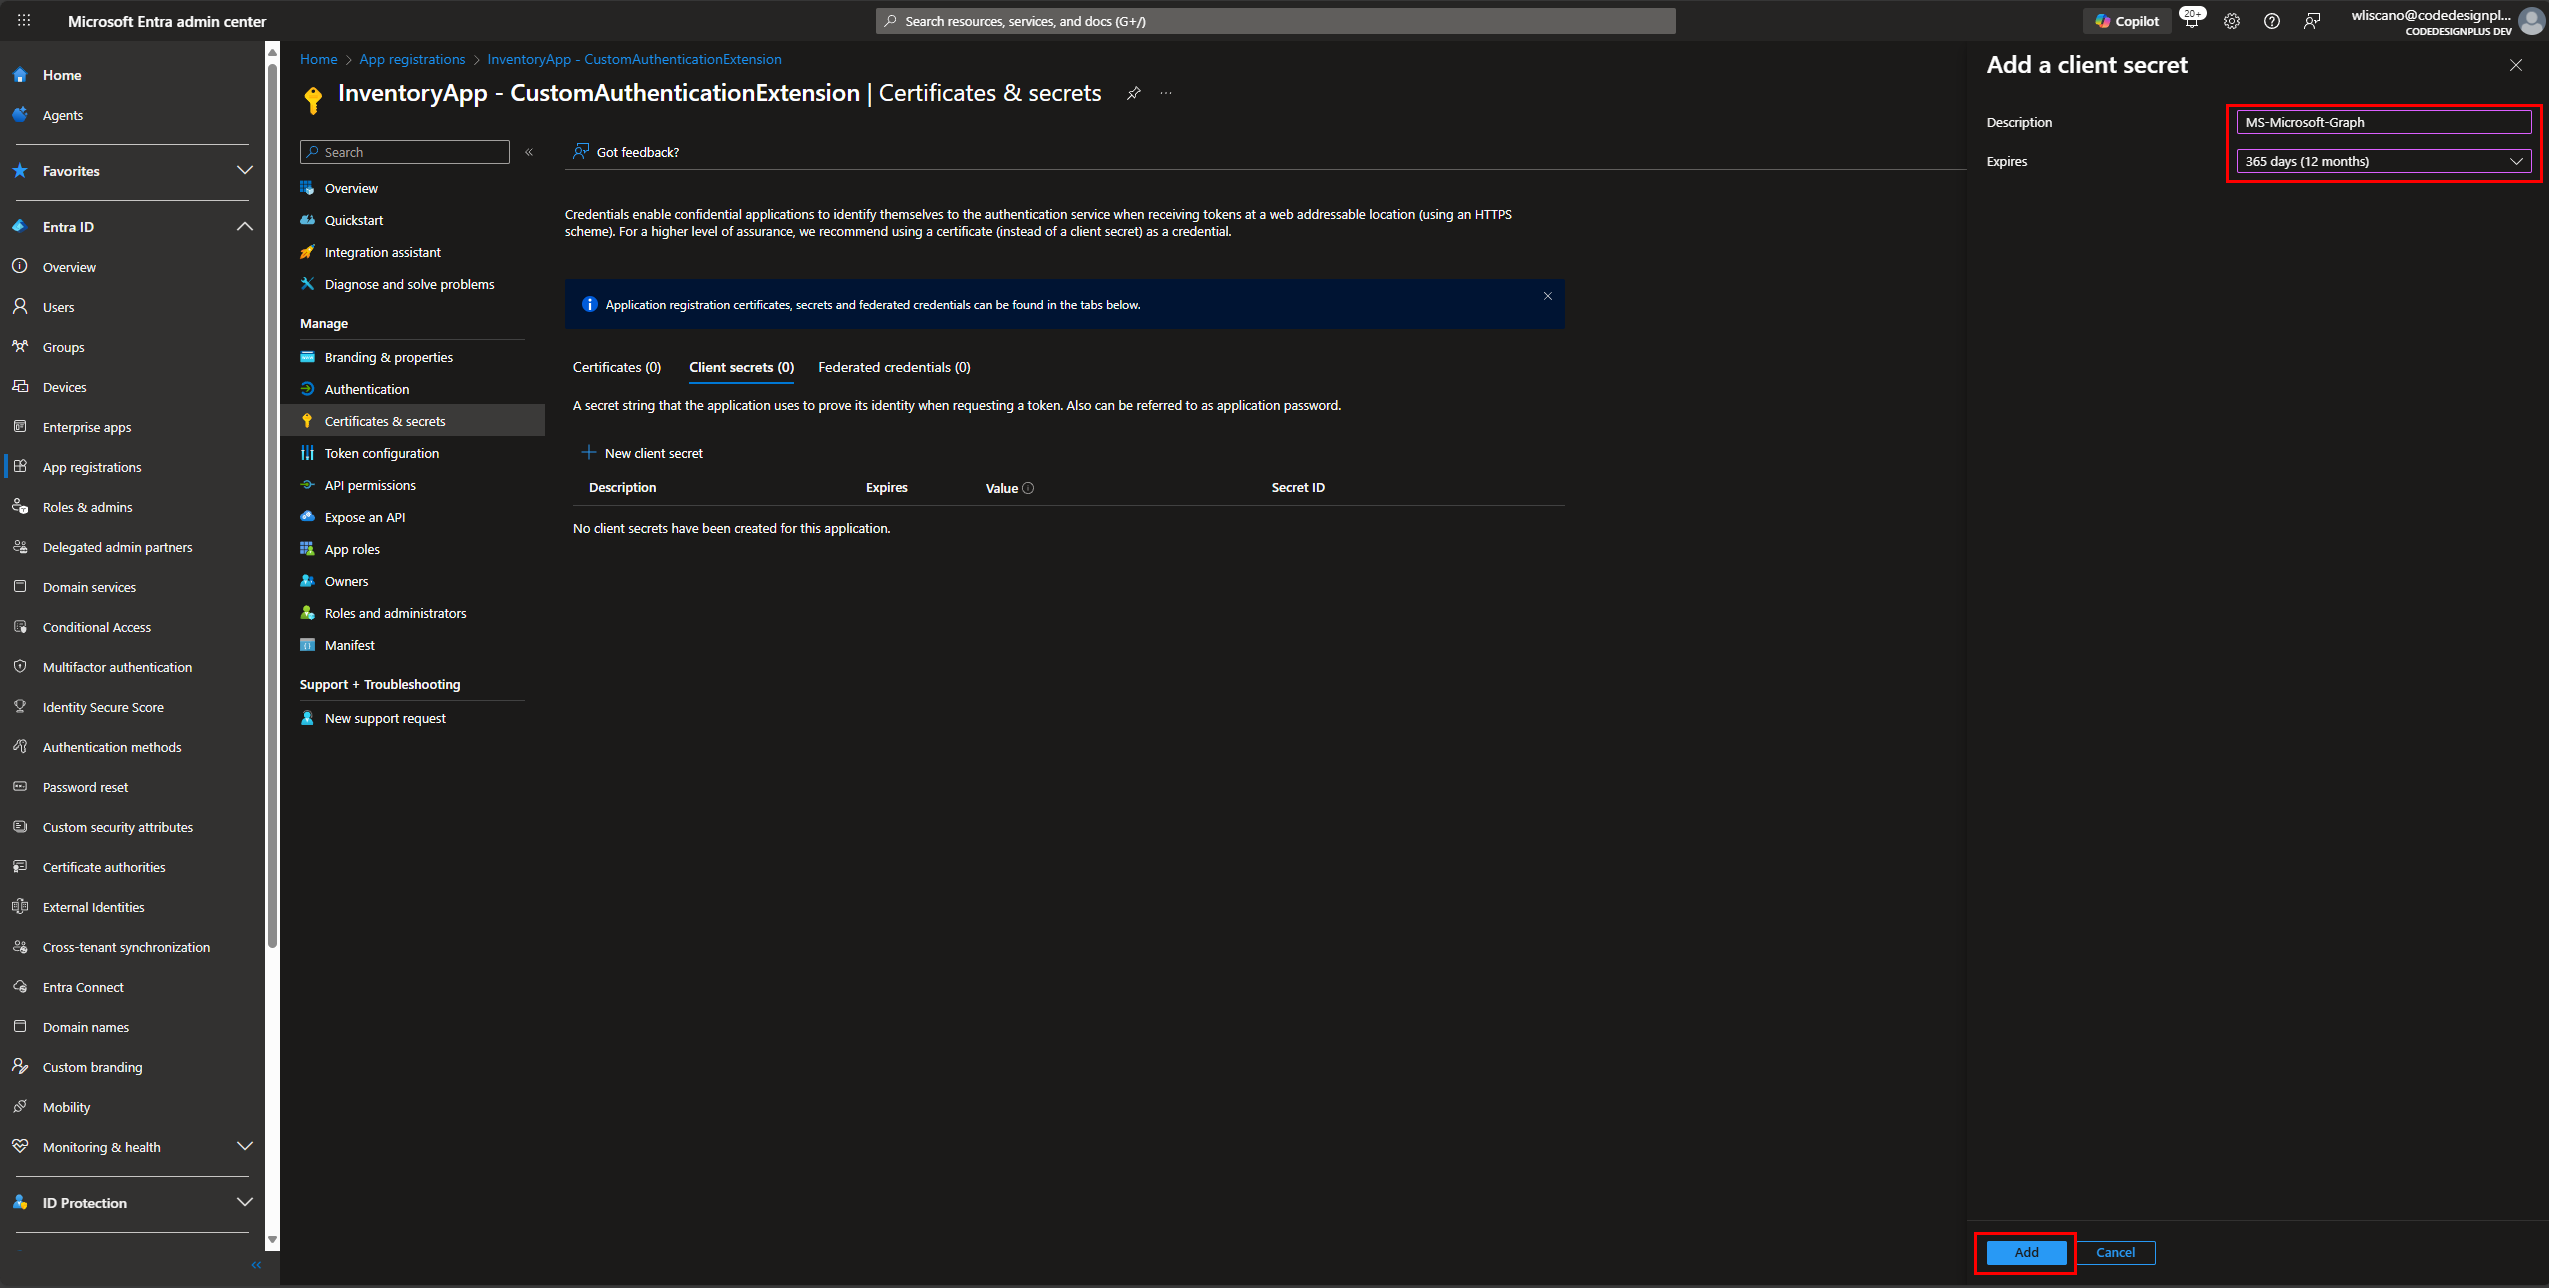 Microsoft Entra admin center
Search resources, services, and docs (G+/)
Copilot
20+
wliscano@codedesignpl...
CODEDESIGNPLUS DEV
Home
Agents
Favorites
Entra ID
Overview
Users
Groups
Devices
Enterprise apps
App registrations
Roles & admins
Delegated admin partners
Domain services
Conditional Access
Multifactor authentication
Identity Secure Score
Authentication methods
Password reset
Custom security attributes
Certificate authorities
External Identities
Cross-tenant synchronization
Entra Connect
Domain names
Custom branding
Mobility
Monitoring & health
ID Protection
Home > App registrations > InventoryApp - CustomAuthenticationExtension
InventoryApp - CustomAuthenticationExtension | Certificates & secrets
Search
Overview
Quickstart
Integration assistant
Diagnose and solve problems
Manage
Branding & properties
Authentication
Certificates & secrets
Token configuration
API permissions
Expose an API
App roles
Owners
Roles and administrators
Manifest
Support + Troubleshooting
New support request
Got feedback?
Credentials enable confidential applications to identify themselves to the authentication service when receiving tokens at a web addressable location (using an HTTPS
scheme). For a higher level of assurance, we recommend using a certificate (instead of a client secret) as a credential.
Application registration certificates, secrets and federated credentials can be found in the tabs below.
Certificates (0) Client secrets (0) Federated credentials (0)
A secret string that the application uses to prove its identity when requesting a token. Also can be referred to as application password.
New client secret
Description Expires Value Secret ID
No client secrets have been created for this application.
Add a client secret
Description MS-Microsoft-Graph
Expires 365 days (12 months)
Add Cancel